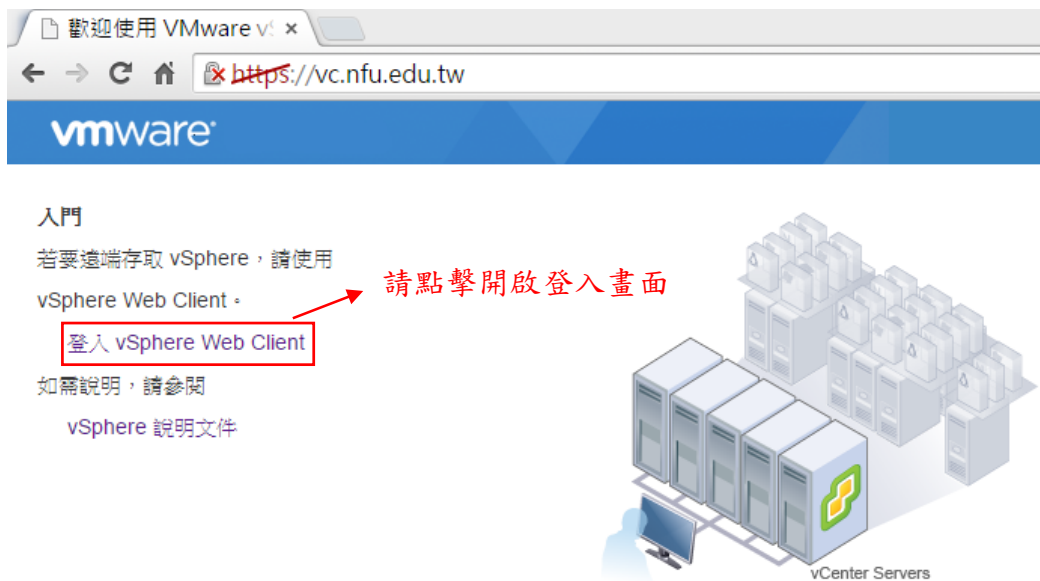 歡迎使用 VMware vS
https://vc.nfu.edu.tw
vmware
入門
若要遠端存取 vSphere,請使用
vSphere Web Client。
請點擊開啟登入畫面
登入 vSphere Web Client
如需說明,請參閱
vSphere 說明文件
vCenter Servers